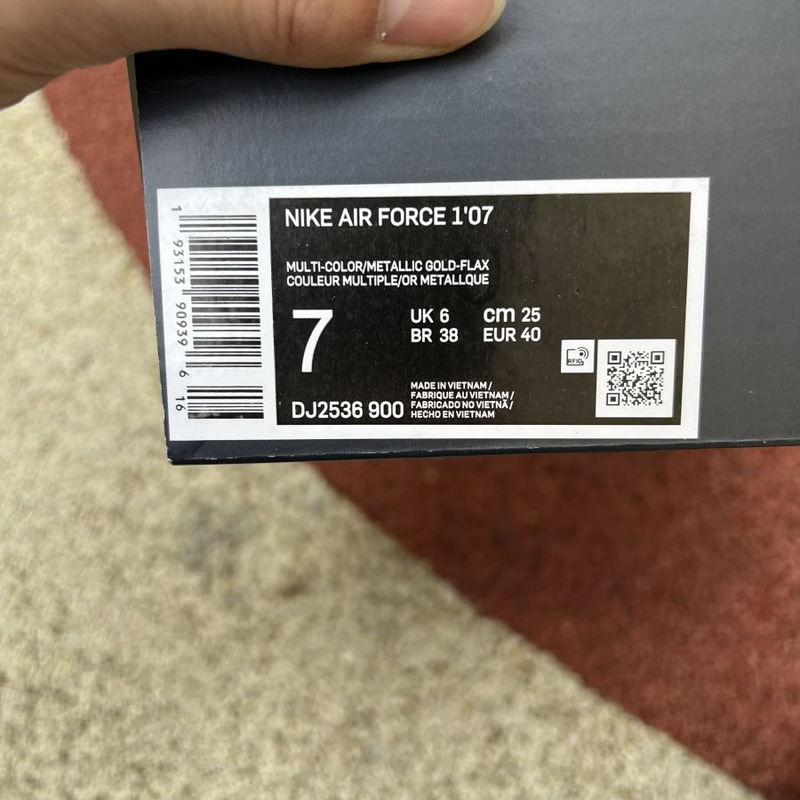 NIKE AIR FORCE 1'07
MULTI-COLOR/METALLIC GOLD-FLAX
COULEUR MULTIPLE/OR METALLQUE
7
UK 6 cm 25
BR 38 EUR 40
RFID
DJ2536 900
MADE IN VIETNAM /
FABRIQUE AU VIETNAM /
FABRICADO NO VIETNÃ /
HECHO EN VIETNAM
1 93153 90939 6 16